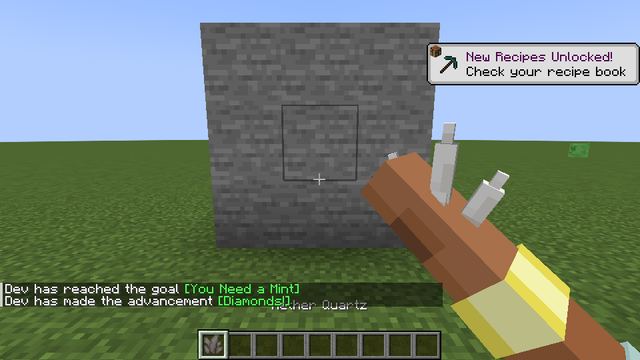 New Recipes Unlocked!
Check your recipe book
Dev has reached the goal [You Need a Mint]
Dev has made the advancement [Diamonds!]
Nether Quartz